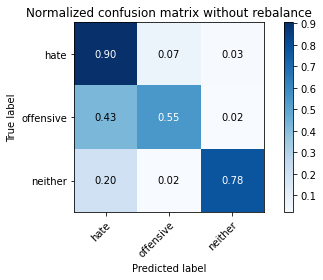 Normalized confusion matrix without rebalance
True label
hate
0.90 0.07 0.03
offensive
0.43 0.55 0.02
neither
0.20 0.02 0.78
hate
offensive
neither
Predicted label
0.9
0.8
0.7
0.6
0.5
0.4
0.3
0.2
0.1